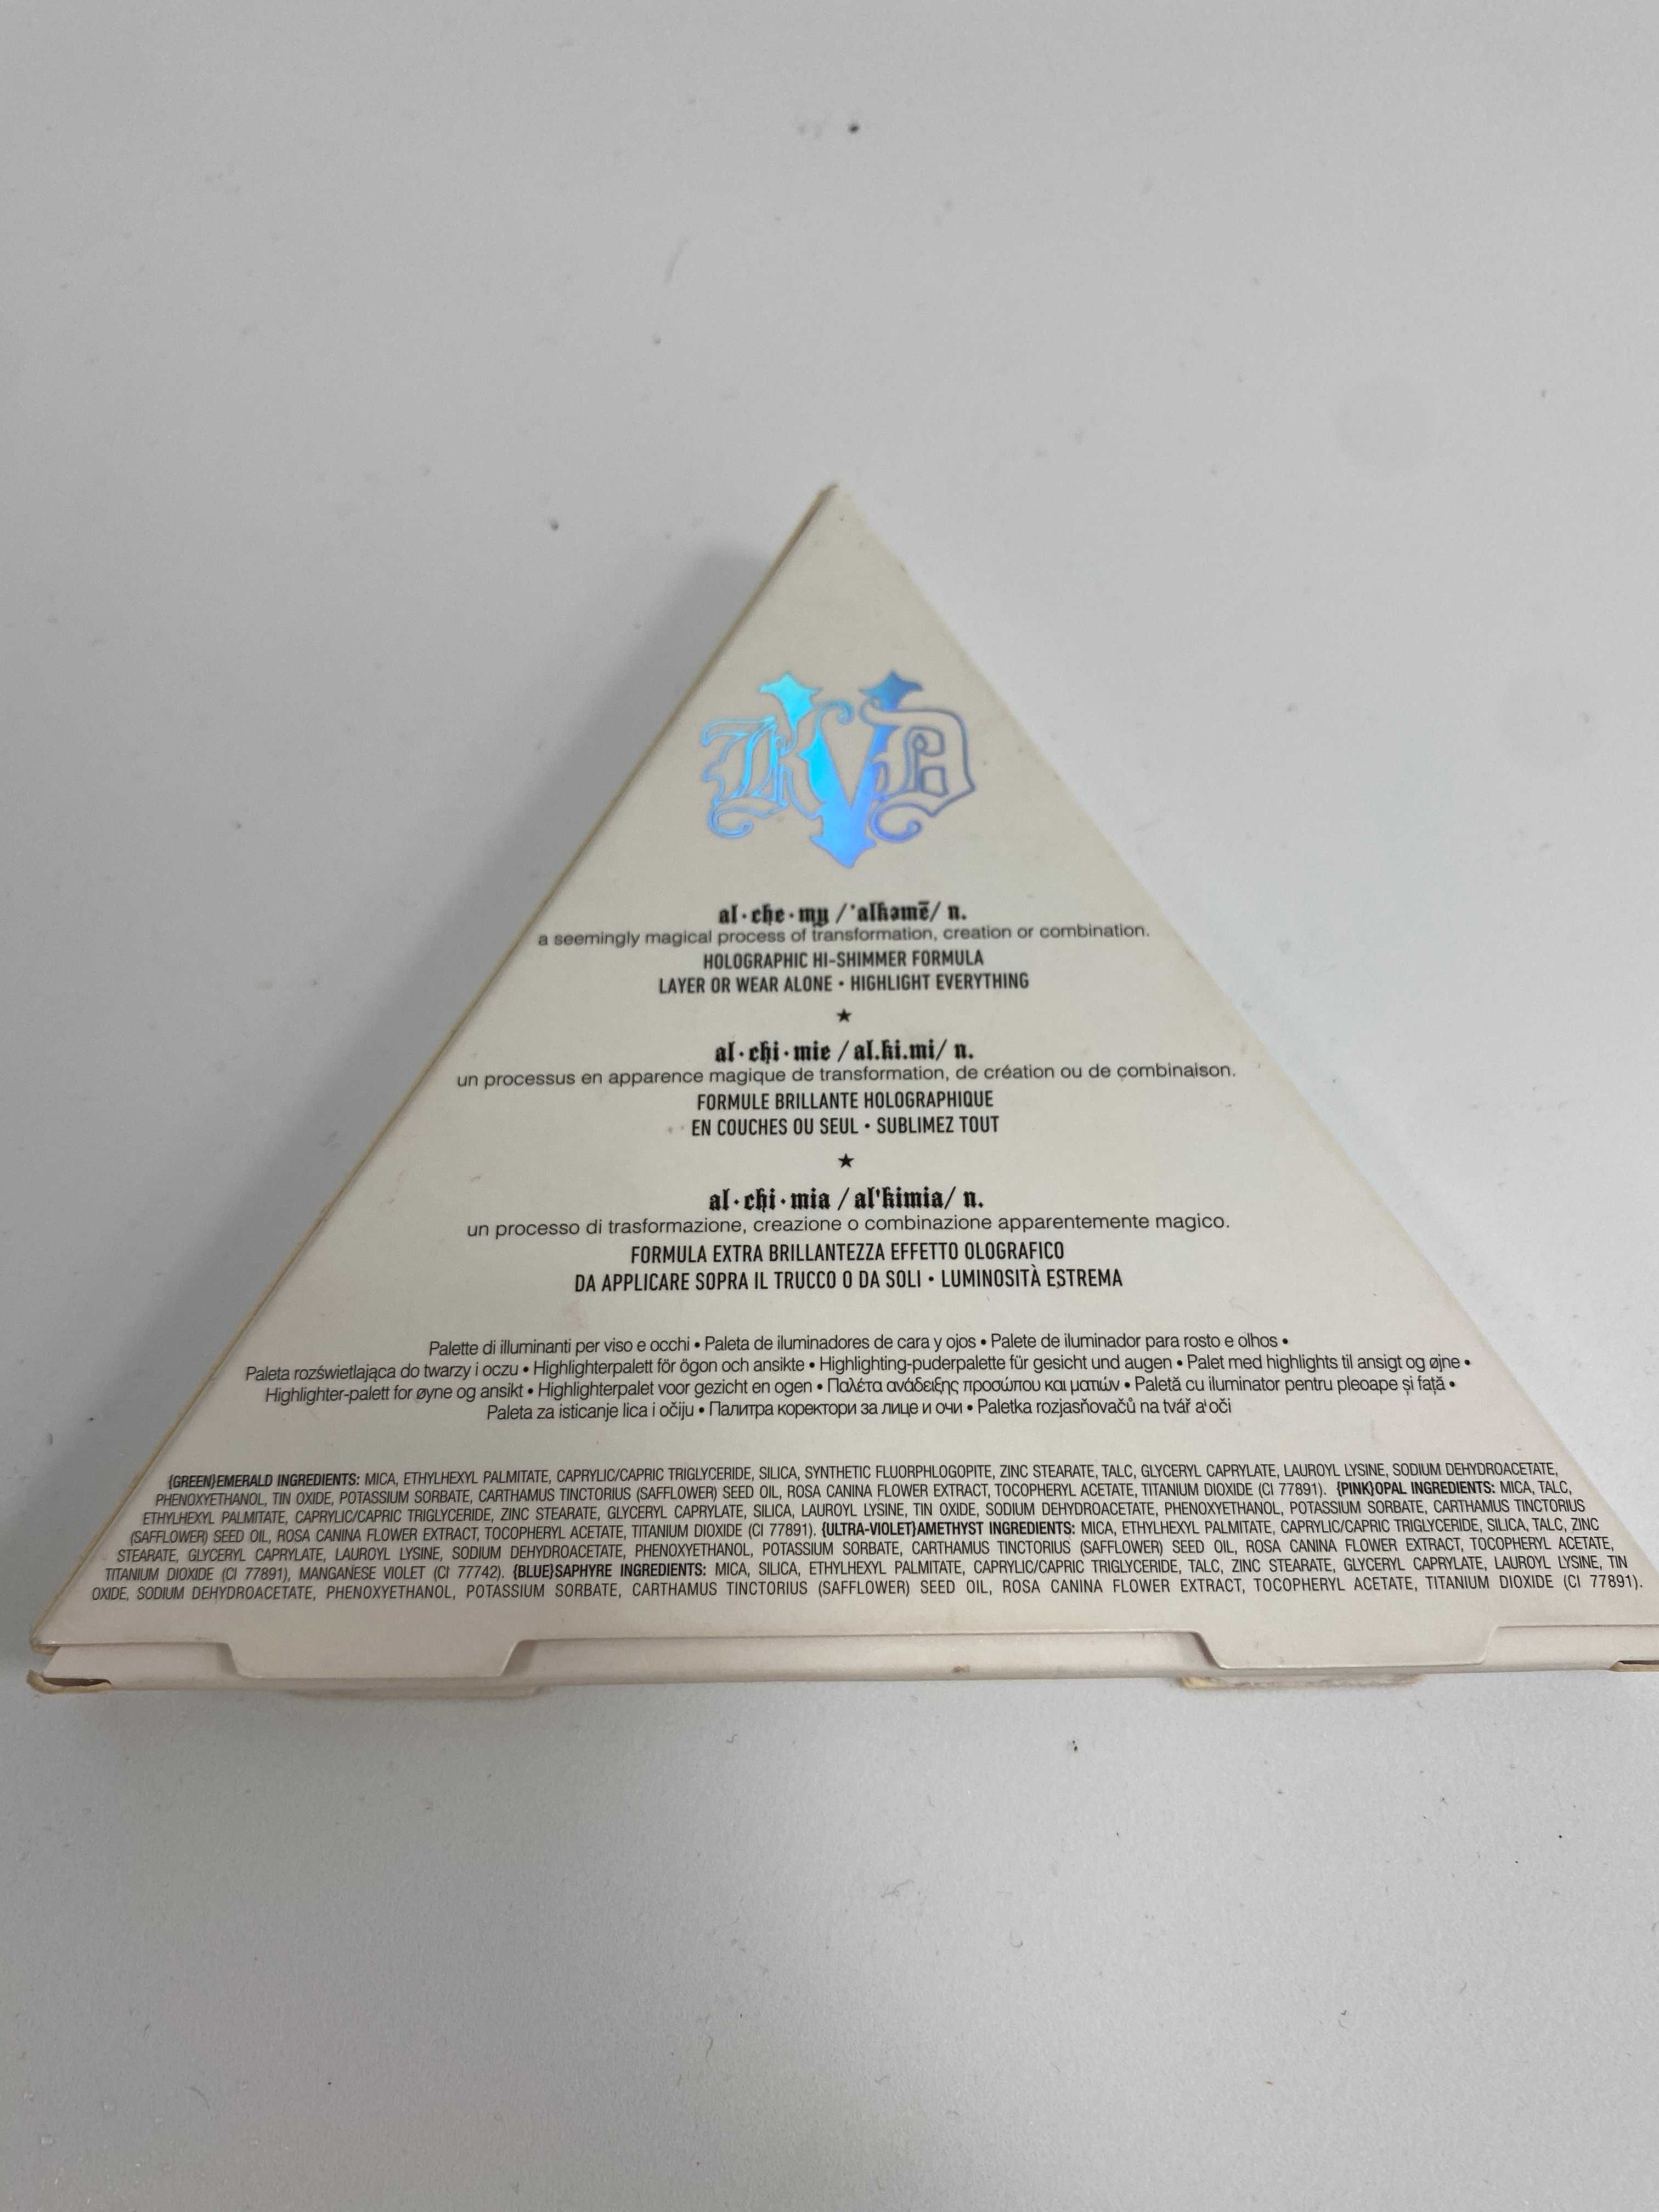 KVD
al·che·my /ˈalkəmē/ n.
a seemingly magical process of transformation, creation or combination.
HOLOGRAPHIC HI-SHIMMER FORMULA
LAYER OR WEAR ALONE • HIGHLIGHT EVERYTHING
★
al·chi·mie /al.ki.mi/ n.
un processus en apparence magique de transformation, de création ou de combinaison.
FORMULE BRILLANTE HOLOGRAPHIQUE
EN COUCHES OU SEUL • SUBLIMEZ TOUT
★
al·chi·mia /al'kimia/ n.
un processo di trasformazione, creazione o combinazione apparentemente magico.
FORMULA EXTRA BRILLANTEZZA EFFETTO OLOGRAFICO
DA APPLICARE SOPRA IL TRUCCO O DA SOLI • LUMINOSITÀ ESTREMA
Palette di illuminanti per viso e occhi • Paleta de iluminadores de cara y ojos • Palete de iluminador para rosto e olhos •
Paleta rozświetlająca do twarzy i oczu • Highlighterpalett för ögon och ansikte • Highlighting-puderpalette für gesicht und augen • Palet med highlights til ansigt og øjne •
Highlighter-palett for øyne og ansikt • Highlighterpalet voor gezicht en ogen • Παλέτα ανάδειξης προσώπου και ματιών • Paletă cu iluminator pentru pleoape și față •
Paleta za isticanje lica i očiju • Палитра коректори за лице и очи • Paletka rozjasňovačů na tvář a oči
{GREEN}EMERALD INGREDIENTS: MICA, ETHYLHEXYL PALMITATE, CAPRYLIC/CAPRIC TRIGLYCERIDE, SILICA, SYNTHETIC FLUORPHLOGOPITE, ZINC STEARATE, TALC, GLYCERYL CAPRYLATE, LAUROYL LYSINE, SODIUM DEHYDROACETATE,
PHENOXYETHANOL, TIN OXIDE, POTASSIUM SORBATE, CARTHAMUS TINCTORIUS (SAFFLOWER) SEED OIL, ROSA CANINA FLOWER EXTRACT, TOCOPHERYL ACETATE, TITANIUM DIOXIDE (CI 77891). {PINK}OPAL INGREDIENTS: MICA, TALC,
ETHYLHEXYL PALMITATE, CAPRYLIC/CAPRIC TRIGLYCERIDE, ZINC STEARATE, GLYCERYL CAPRYLATE, SILICA, LAUROYL LYSINE, TIN OXIDE, SODIUM DEHYDROACETATE, PHENOXYETHANOL, POTASSIUM SORBATE, CARTHAMUS TINCTORIUS
(SAFFLOWER) SEED OIL, ROSA CANINA FLOWER EXTRACT, TOCOPHERYL ACETATE, TITANIUM DIOXIDE (CI 77891). {ULTRA-VIOLET}AMETHYST INGREDIENTS: MICA, ETHYLHEXYL PALMITATE, CAPRYLIC/CAPRIC TRIGLYCERIDE, SILICA, TALC, ZINC
STEARATE, GLYCERYL CAPRYLATE, LAUROYL LYSINE, SODIUM DEHYDROACETATE, PHENOXYETHANOL, POTASSIUM SORBATE, CARTHAMUS TINCTORIUS (SAFFLOWER) SEED OIL, ROSA CANINA FLOWER EXTRACT, TOCOPHERYL ACETATE,
TITANIUM DIOXIDE (CI 77891), MANGANESE VIOLET (CI 77742). {BLUE}SAPHYRE INGREDIENTS: MICA, SILICA, ETHYLHEXYL PALMITATE, CAPRYLIC/CAPRIC TRIGLYCERIDE, TALC, ZINC STEARATE, GLYCERYL CAPRYLATE, LAUROYL LYSINE, TIN
OXIDE, SODIUM DEHYDROACETATE, PHENOXYETHANOL, POTASSIUM SORBATE, CARTHAMUS TINCTORIUS (SAFFLOWER) SEED OIL, ROSA CANINA FLOWER EXTRACT, TOCOPHERYL ACETATE, TITANIUM DIOXIDE (CI 77891).